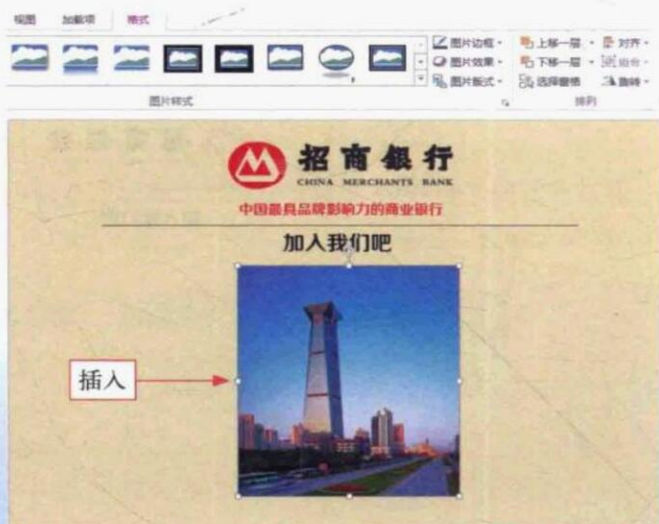 视图 加载项 格式
图片边框 上移一层 对齐
图片效果 下移一层 组合
图片版式 选择窗格 旋转
图片样式 排列
招商银行
CHINA MERCHANTS BANK
中国最具品牌影响力的商业银行
加入我们吧
插入